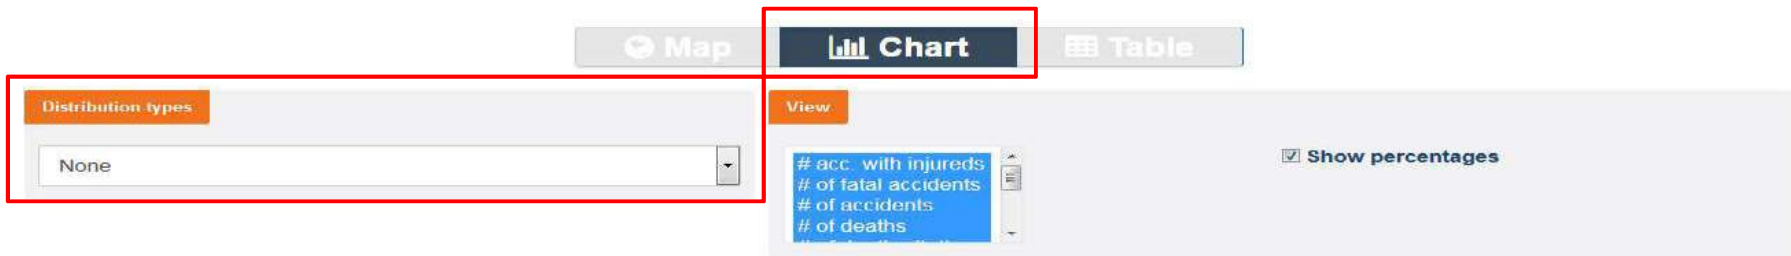 Map Chart Table
Distribution types
None
View
# acc. with injureds
# of fatal accidents
# of accidents
# of deaths
Show percentages